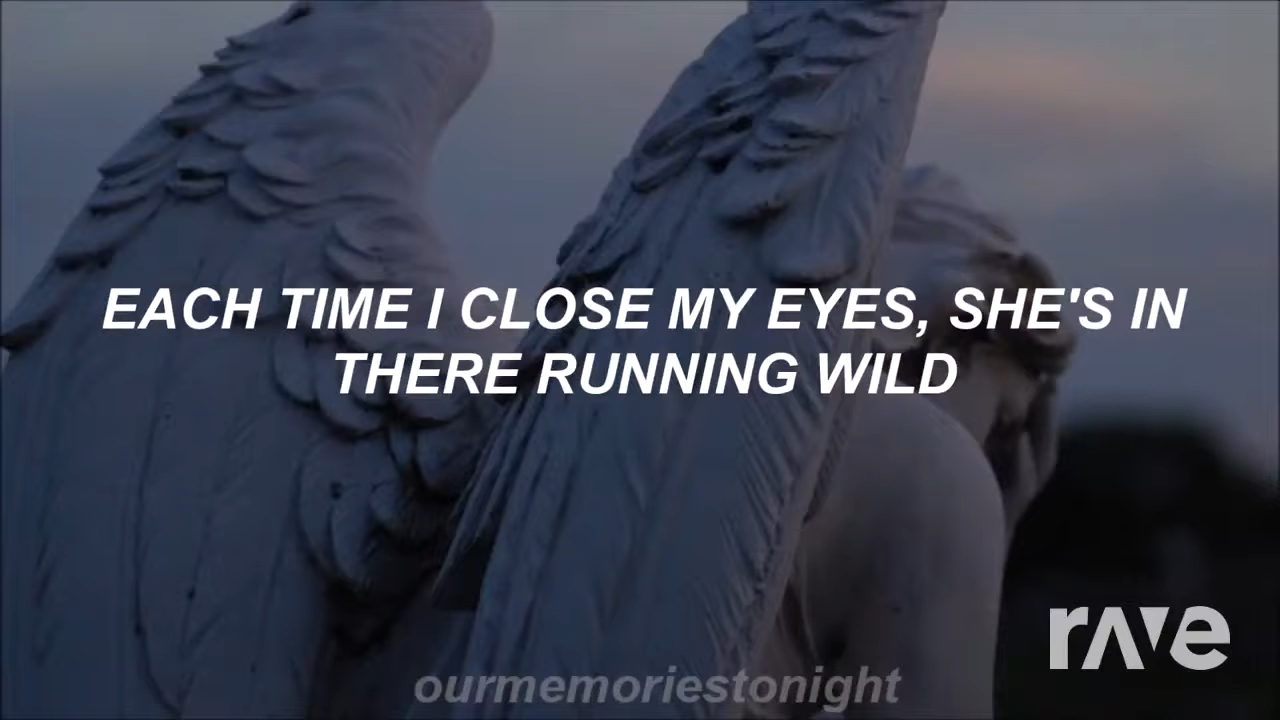 EACH TIME I CLOSE MY EYES, SHE'S IN
THERE RUNNING WILD
rave
ourmemoriestonight